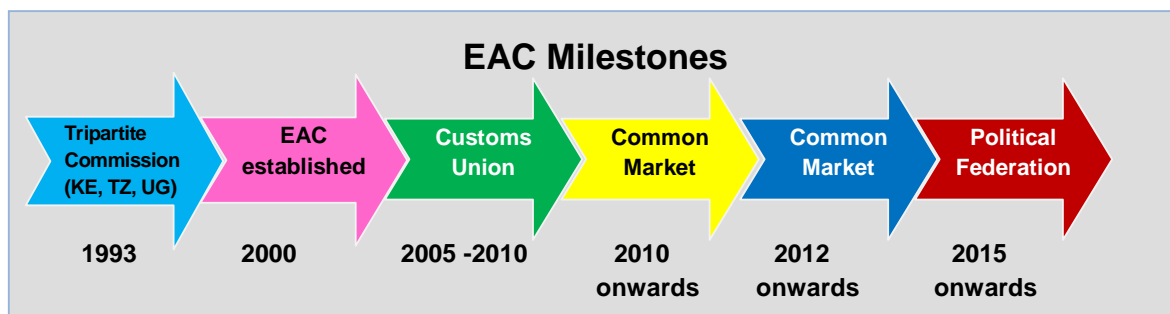 EAC Milestones
Tripartite
Commission
(KE, TZ, UG)
EAC
established
Customs
Union
Common
Market
Common
Market
Political
Federation
1993
2000
2005 -2010
2010
onwards
2012
onwards
2015
onwards